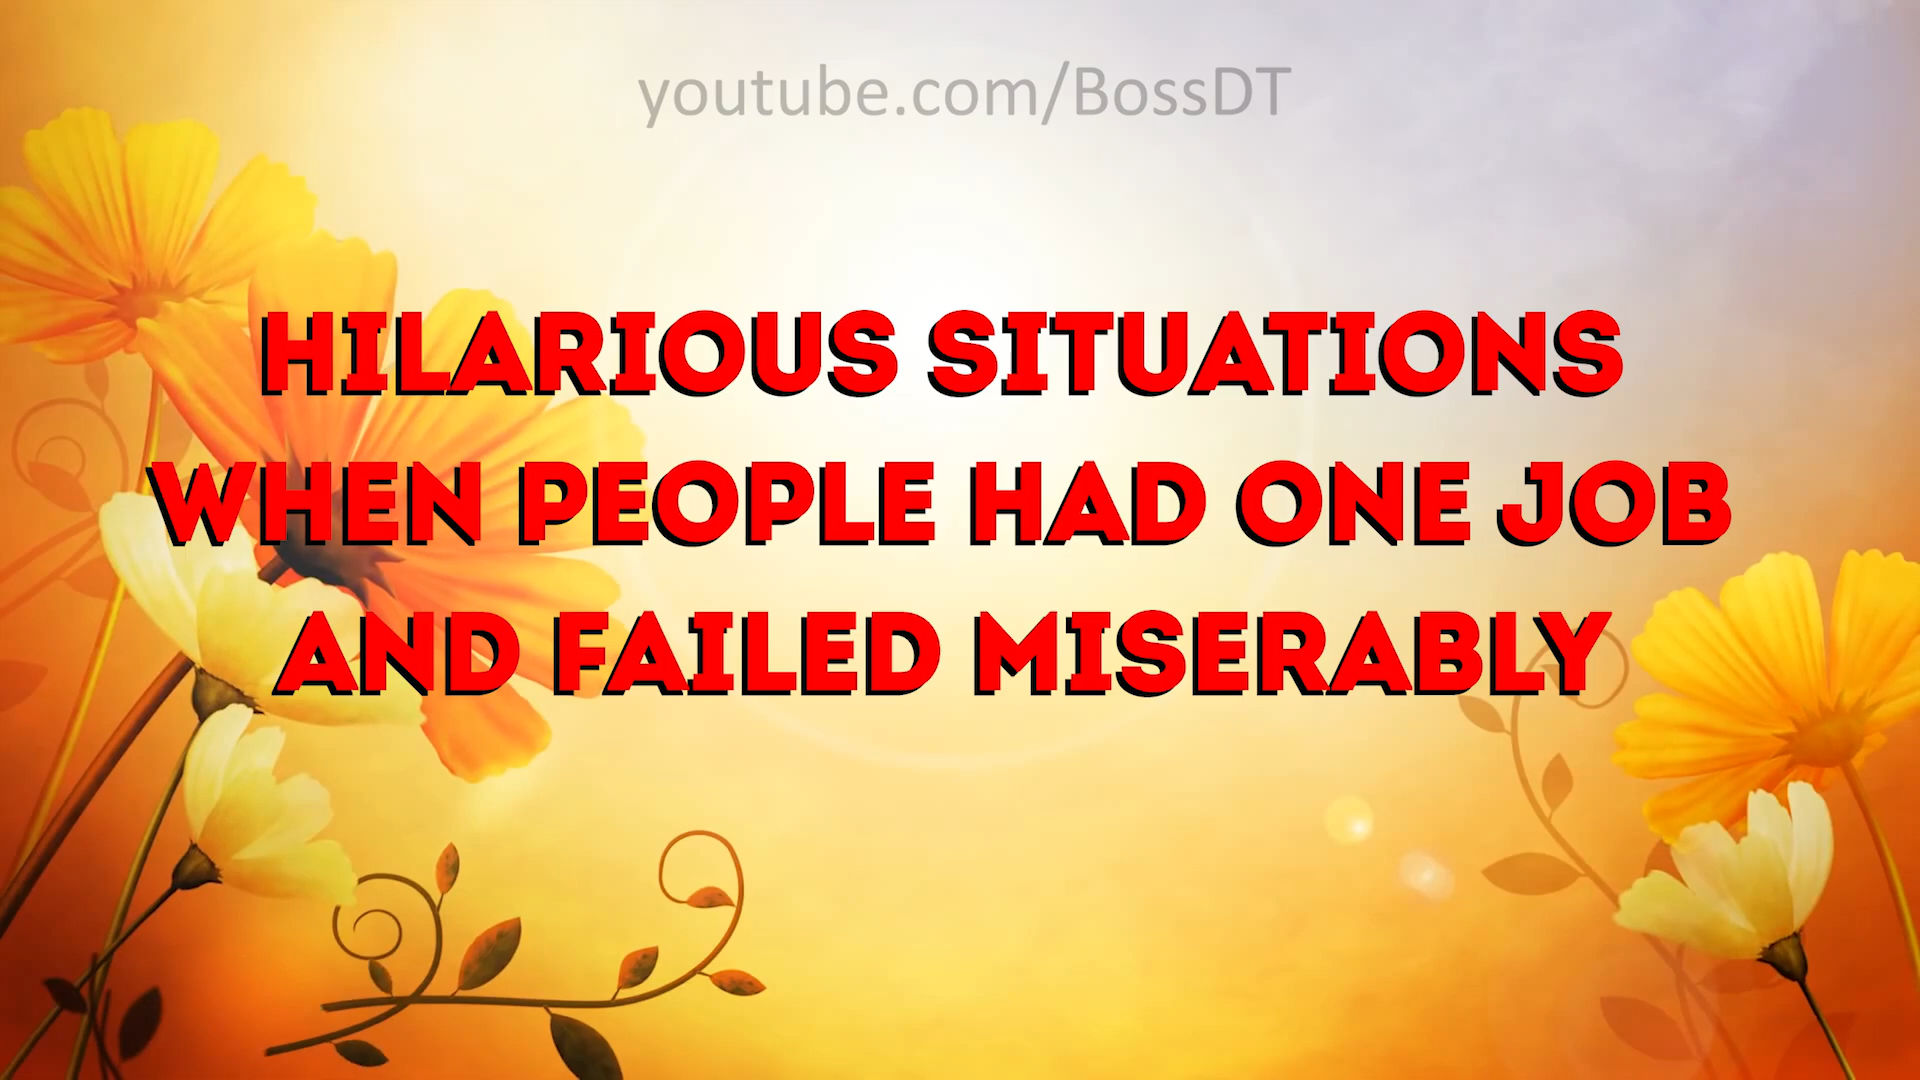 youtube.com/BossDT
HILARIOUS SITUATIONS
WHEN PEOPLE HAD ONE JOB
AND FAILED MISERABLY